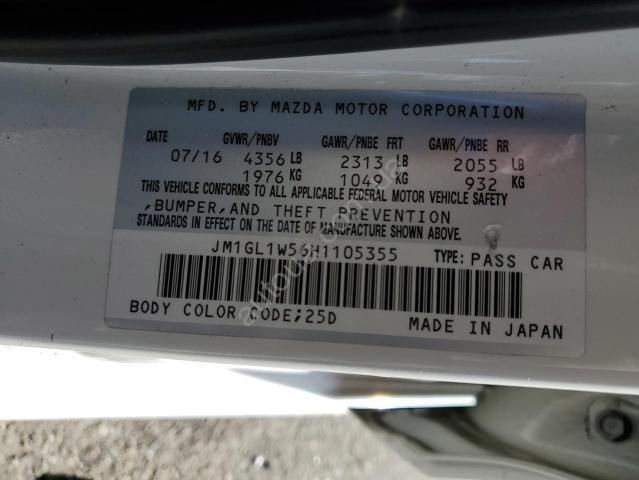 MFD. BY MAZDA MOTOR CORPORATION
DATE GVWR/PNBV GAWR/PNBE FRT GAWR/PNBE RR
07/16 4356 LB 2313 LB 2055 LB
1976 KG 1049 KG 932 KG
THIS VEHICLE CONFORMS TO ALL APPLICABLE FEDERAL MOTOR VEHICLE SAFETY
,BUMPER,AND THEFT PREVENTION
STANDARDS IN EFFECT ON THE DATE OF MANUFACTURE SHOWN ABOVE.
JM1GL1W56H1105355 TYPE: PASS CAR
BODY COLOR CODE;25D MADE IN JAPAN